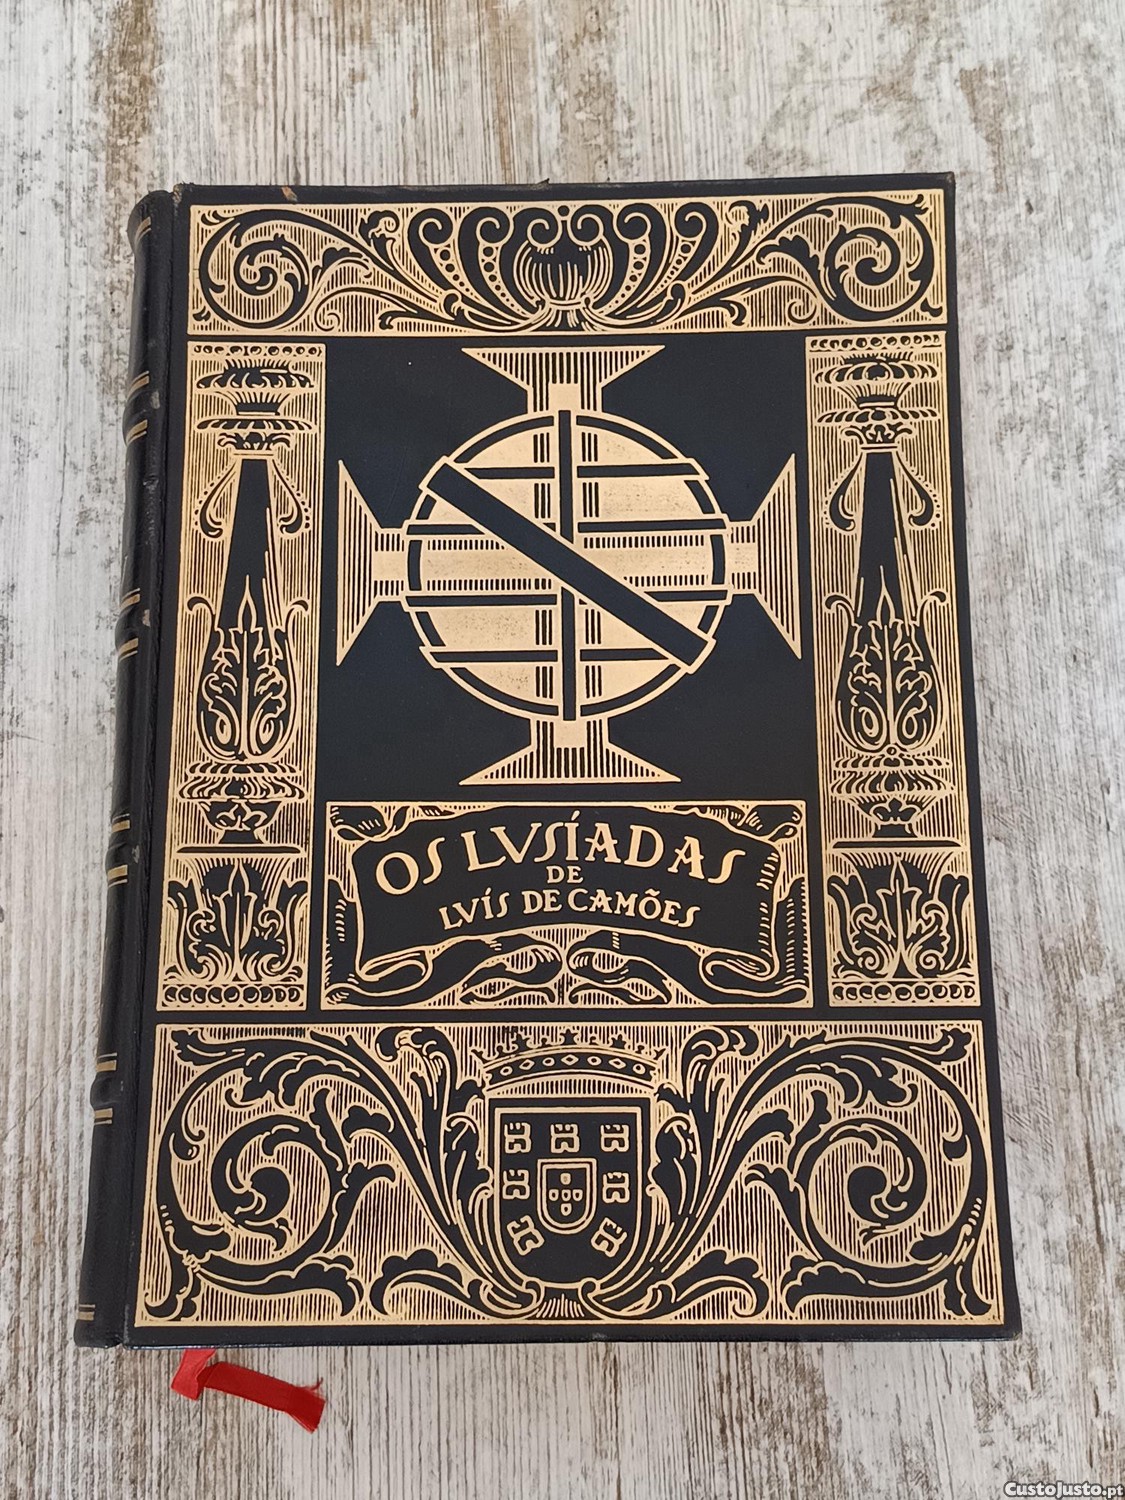 OS LVSÍADAS
DE
LVÍS DE CAMÕES
CustoJusto.pt